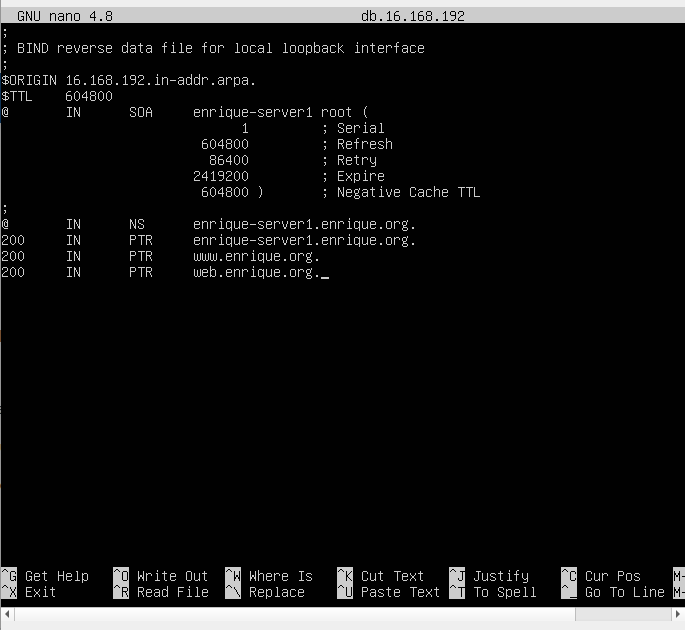 GNU nano 4.8 db.16.168.192
;
; BIND reverse data file for local loopback interface
;
$ORIGIN 16.168.192.in-addr.arpa.
$TTL 604800
@ IN SOA enrique-server1 root (
1 ; Serial
604800 ; Refresh
86400 ; Retry
2419200 ; Expire
604800 ) ; Negative Cache TTL
;
@ IN NS enrique-server1.enrique.org.
200 IN PTR enrique-server1.enrique.org.
200 IN PTR www.enrique.org.
200 IN PTR web.enrique.org._
^G Get Help ^O Write Out ^W Where Is ^K Cut Text ^J Justify ^C Cur Pos M-
^X Exit ^R Read File ^\ Replace ^U Paste Text ^T To Spell ^_ Go To Line M-